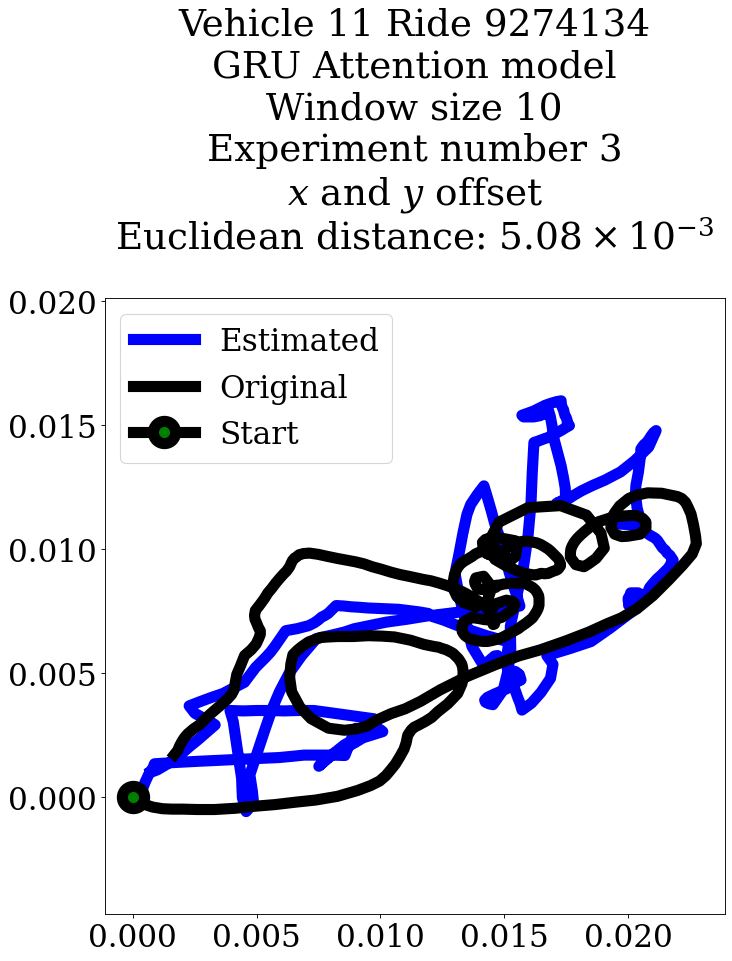 Vehicle 11 Ride 9274134
GRU Attention model
Window size 10
Experiment number 3
x and y offset
Euclidean distance: 5.08 × 10⁻³
0.020
0.015
0.010
0.005
0.000
Estimated
Original
Start
0.000 0.005 0.010 0.015 0.020